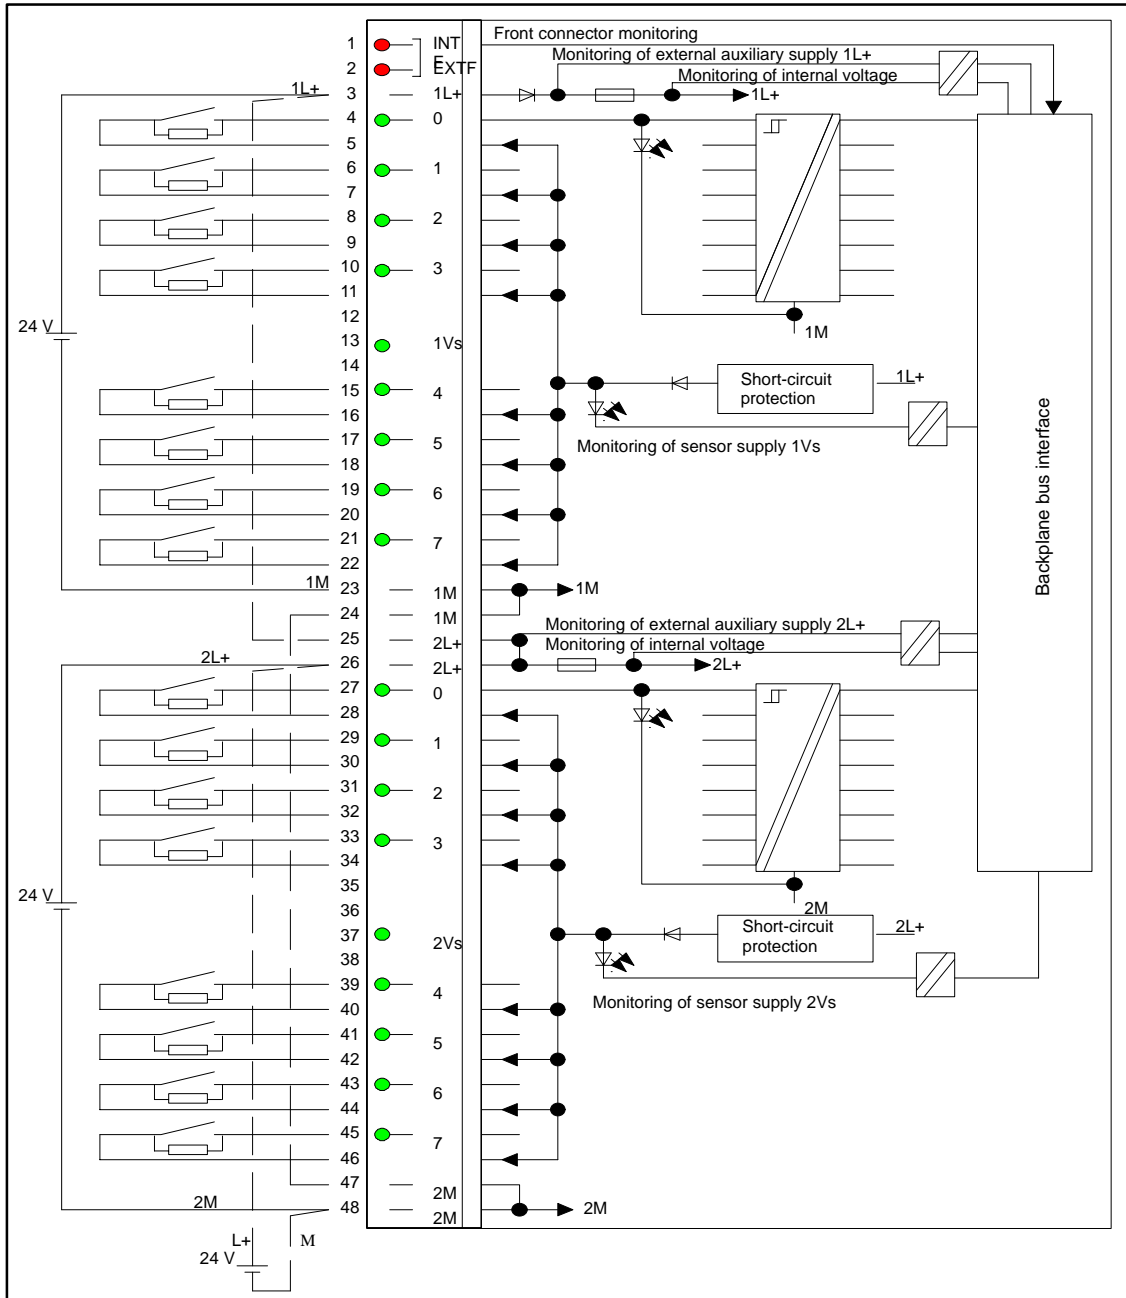 Front connector monitoring
1 INT
Monitoring of external auxiliary supply 1L+
E
2 EXTF
Monitoring of internal voltage
1L+ 3 1L+ 1L+
4 0
5
6 1
7
8 2
9
10 3
11
12
24 V 1M
13 1Vs
14
Short-circuit protection 1L+
15 4
16
17 5
Monitoring of sensor supply 1Vs
18
19 6
20
Backplane bus interface
21 7
22
1M 23 1M 1M
24 1M
Monitoring of external auxiliary supply 2L+
25 2L+
Monitoring of internal voltage
2L+ 26 2L+ 2L+
27 0
28
29 1
30
31 2
32
33 3
34
35
24 V
36 2M
37 2Vs
Short-circuit protection 2L+
38
39 4
Monitoring of sensor supply 2Vs
40
41 5
42
43 6
44
45 7
46
47 2M
2M 48 2M 2M
L+ M
24 V